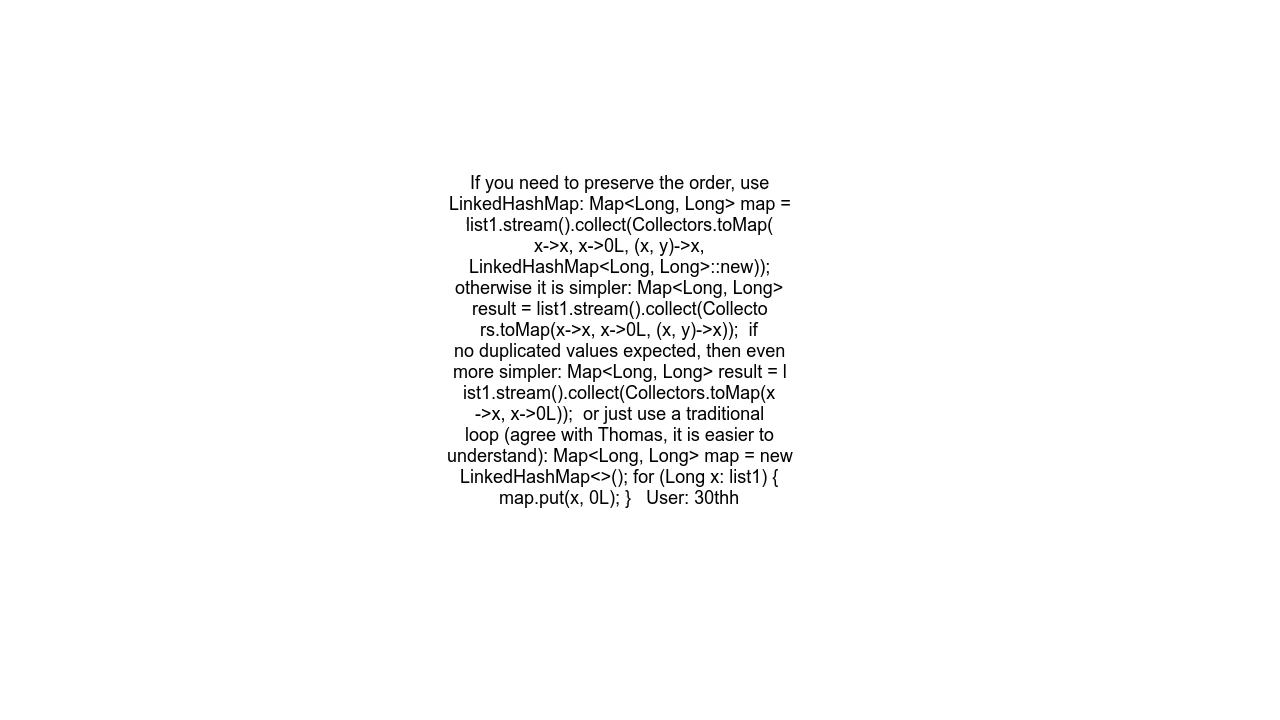 If you need to preserve the order, use
LinkedHashMap: Map<Long, Long> map =
list1.stream().collect(Collectors.toMap(
x->x, x->0L, (x, y)->x,
LinkedHashMap<Long, Long>::new));
otherwise it is simpler: Map<Long, Long>
result = list1.stream().collect(Collecto
rs.toMap(x->x, x->0L, (x, y)->x));  if
no duplicated values expected, then even
more simpler: Map<Long, Long> result = l
ist1.stream().collect(Collectors.toMap(x
->x, x->0L));  or just use a traditional
loop (agree with Thomas, it is easier to
understand): Map<Long, Long> map = new
LinkedHashMap<>(); for (Long x: list1) {
map.put(x, 0L); }   User: 30thh